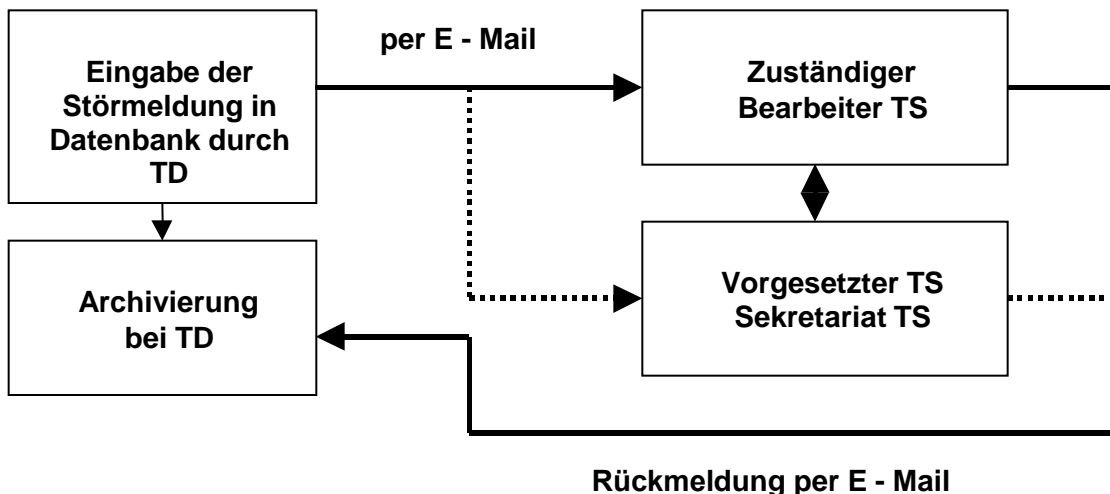 per E - Mail
Eingabe der
Störmeldung in
Datenbank durch
TD
Zuständiger
Bearbeiter TS
Archivierung
bei TD
Vorgesetzter TS
Sekretariat TS
Rückmeldung per E - Mail